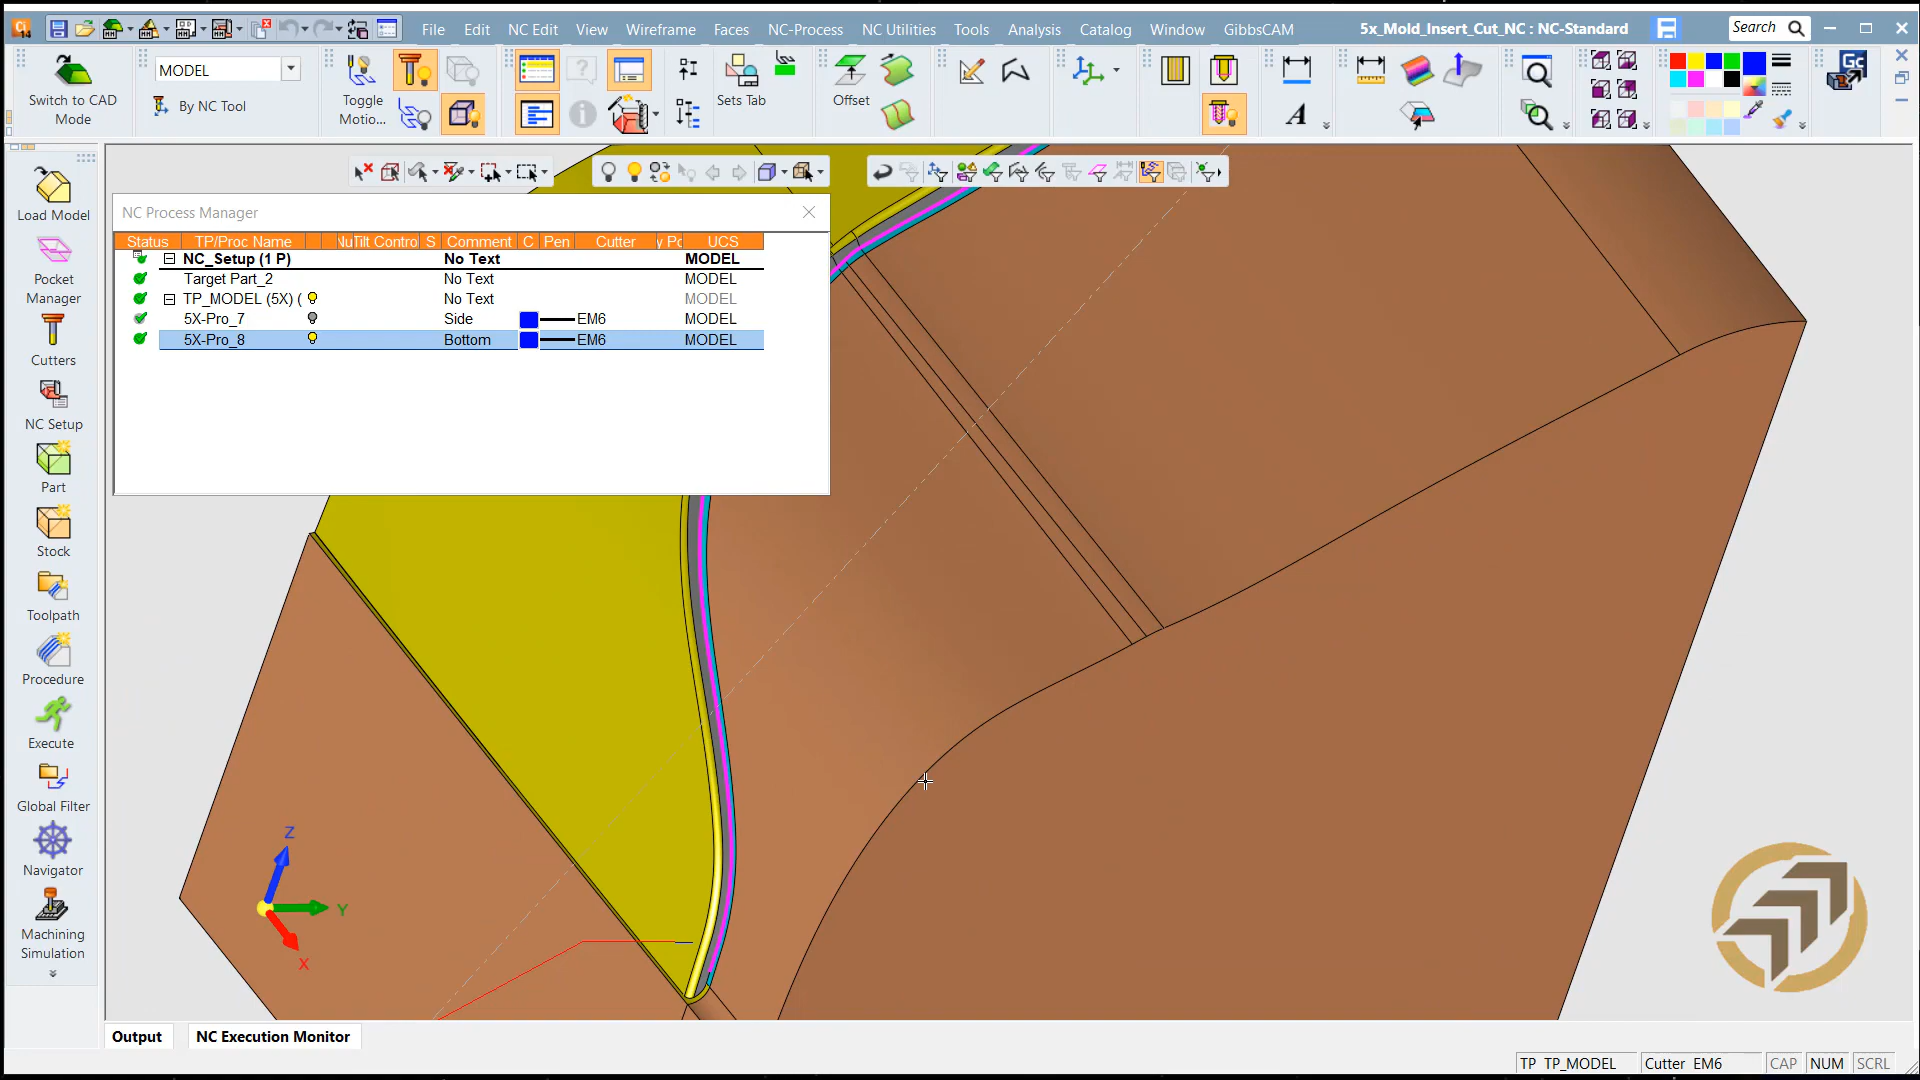 File Edit NC Edit View Wireframe Faces NC-Process NC Utilities Tools Analysis Catalog Window GibbsCAM 5x_Mold_Insert_Cut_NC : NC-Standard Search
Switch to CAD Mode
MODEL
By NC Tool
Toggle Motio...
Sets Tab
Offset
Gc
Load Model
Pocket Manager
Cutters
NC Setup
Part
Stock
Toolpath
Procedure
Execute
Global Filter
Navigator
Machining Simulation
NC Process Manager
Status TP/Proc Name Nu Tilt Contro S Comment C Pen Cutter y Pc UCS
NC_Setup (1 P) No Text MODEL
Target Part_2 No Text MODEL
TP_MODEL (5X) ( No Text MODEL
5X-Pro_7 Side EM6 MODEL
5X-Pro_8 Bottom EM6 MODEL
Z
Y
X
Output NC Execution Monitor
TP TP_MODEL Cutter EM6 CAP NUM SCRL